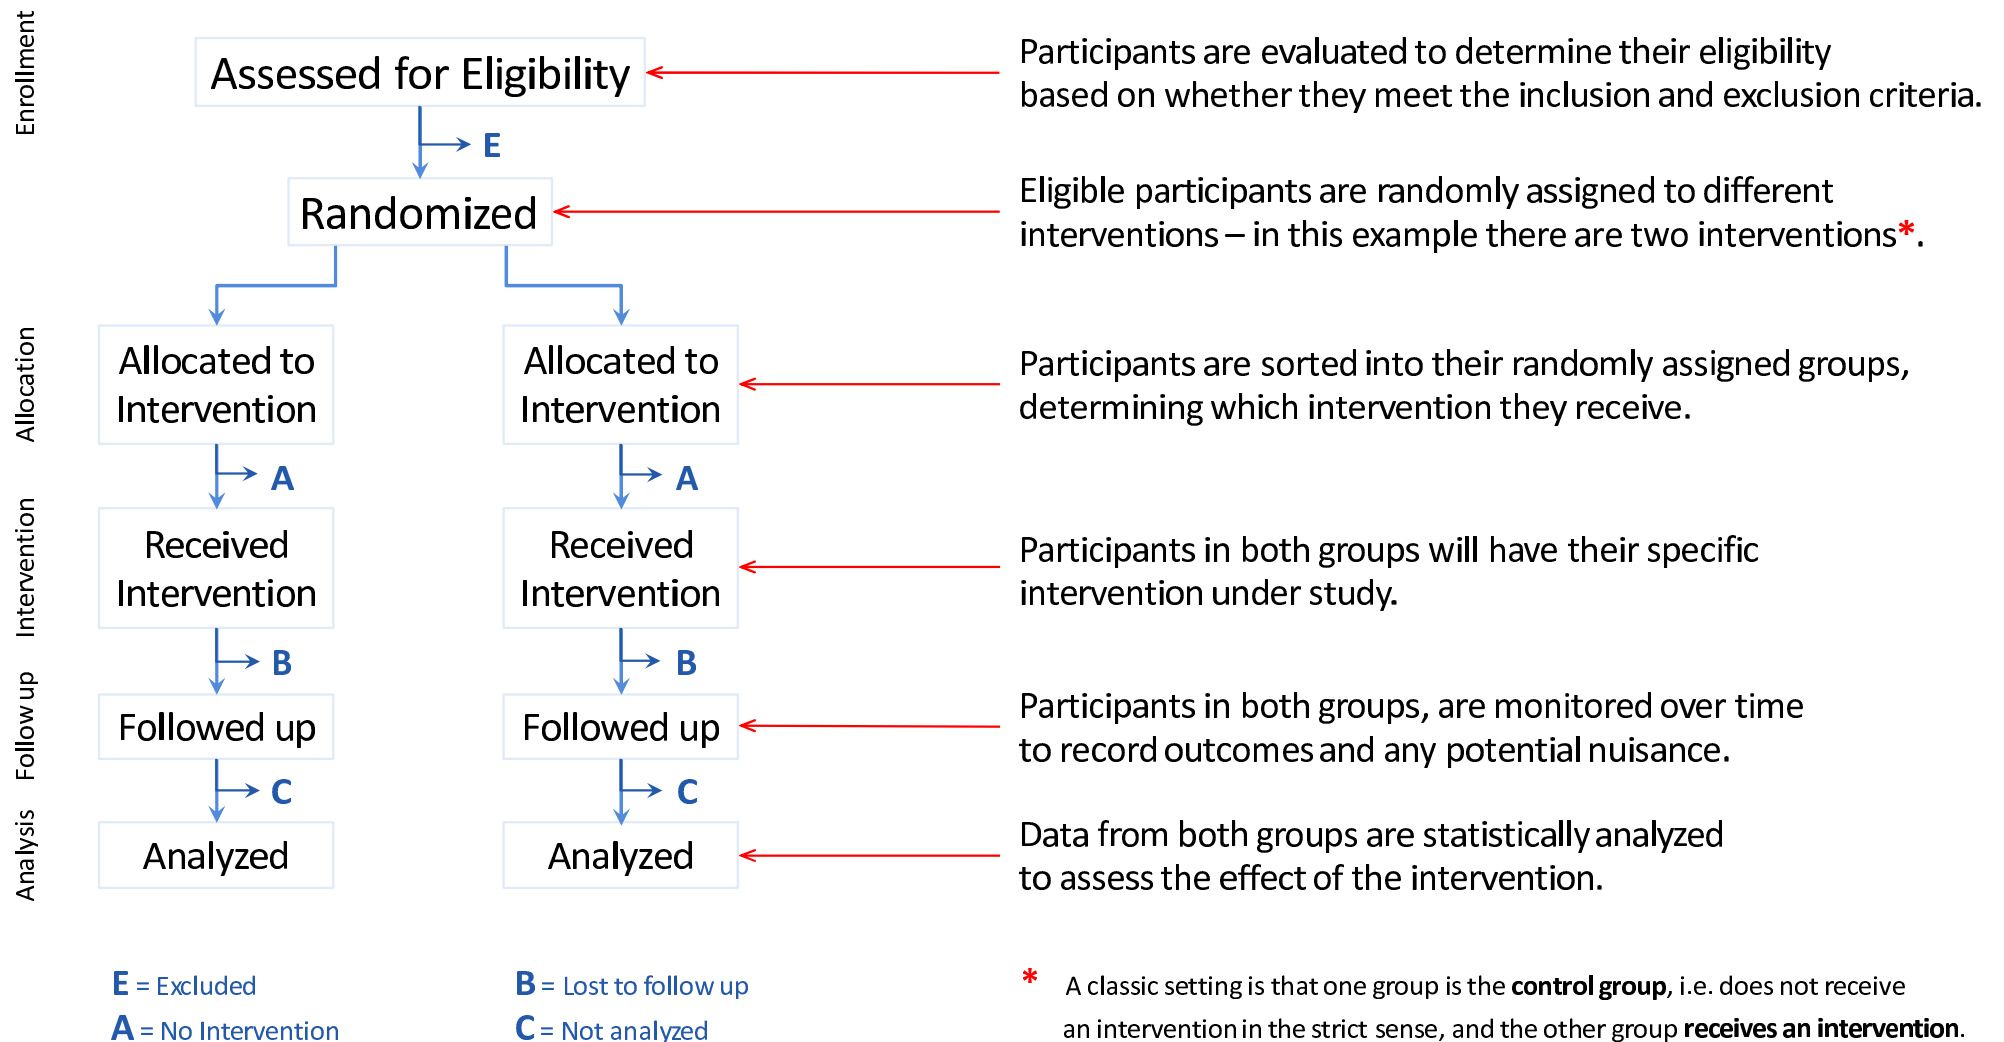 Enrollment
Assessed for Eligibility
Participants are evaluated to determine their eligibility
based on whether they meet the inclusion and exclusion criteria.
E
Randomized
Eligible participants are randomly assigned to different
interventions – in this example there are two interventions*.
Allocation
Allocated to
Intervention
Allocated to
Intervention
Participants are sorted into their randomly assigned groups,
determining which intervention they receive.
A
A
Intervention
Received
Intervention
Received
Intervention
Participants in both groups will have their specific
intervention under study.
B
B
Follow up
Followed up
Followed up
Participants in both groups, are monitored over time
to record outcomes and any potential nuisance.
C
C
Analysis
Analyzed
Analyzed
Data from both groups are statistically analyzed
to assess the effect of the intervention.
E = Excluded
A = No Intervention
B = Lost to follow up
C = Not analyzed
* A classic setting is that one group is the control group, i.e. does not receive
an intervention in the strict sense, and the other group receives an intervention.